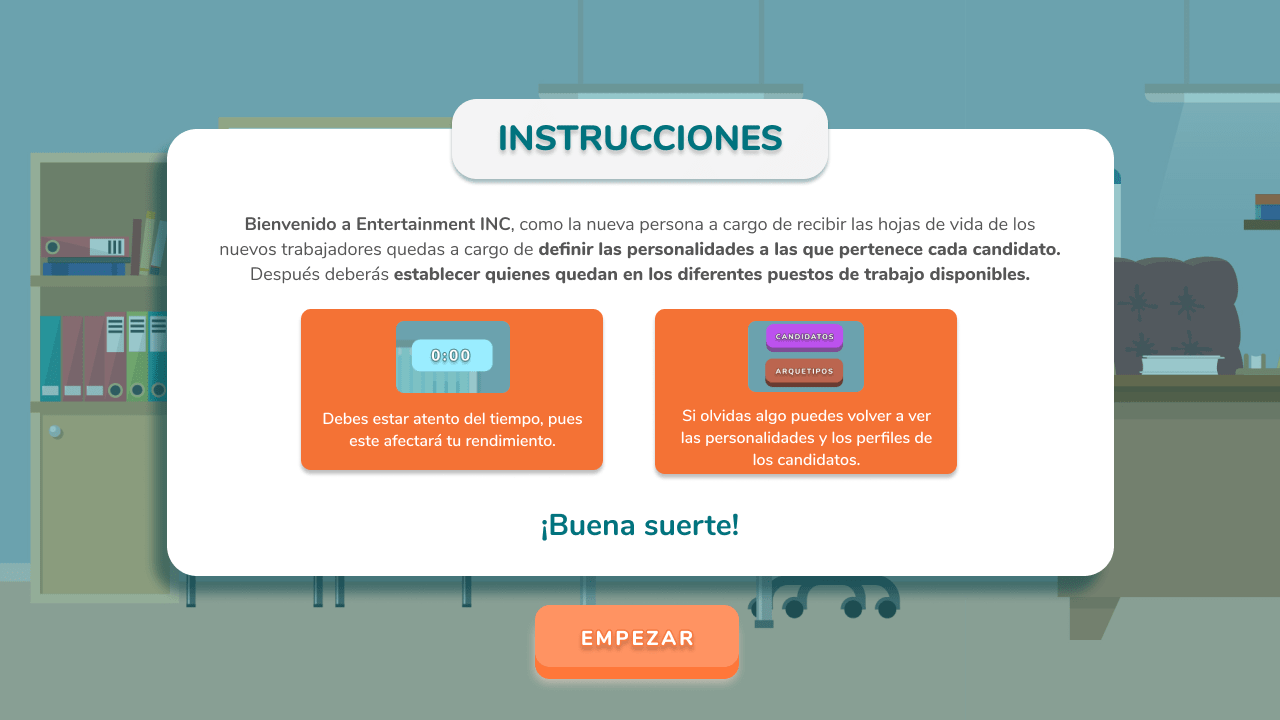 INSTRUCCIONES
Bienvenido a Entertainment INC, como la nueva persona a cargo de recibir las hojas de vida de los
nuevos trabajadores quedas a cargo de definir las personalidades a las que pertenece cada candidato.
Después deberás establecer quienes quedan en los diferentes puestos de trabajo disponibles.
0:00
Debes estar atento del tiempo, pues
este afectará tu rendimiento.
CANDIDATOS
ARQUETIPOS
Si olvidas algo puedes volver a ver
las personalidades y los perfiles de
los candidatos.
¡Buena suerte!
EMPEZAR